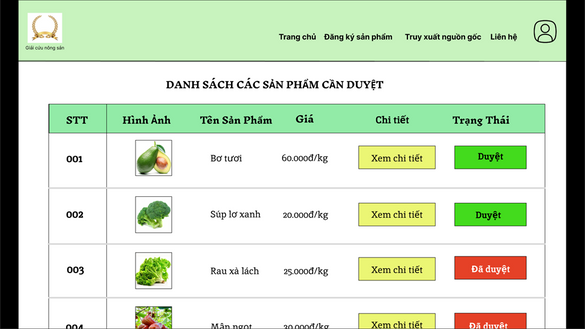 Giải cứu nông sản
Trang chủ Đăng ký sản phẩm Truy xuất nguồn gốc Liên hệ
DANH SÁCH CÁC SẢN PHẨM CẦN DUYỆT
STT Hình Ảnh Tên Sản Phẩm Giá Chi tiết Trạng Thái
001 Bơ tươi 60.000đ/kg Xem chi tiết Duyệt
002 Súp lơ xanh 20.000đ/kg Xem chi tiết Duyệt
003 Rau xà lách 25.000đ/kg Xem chi tiết Đã duyệt
004 Mận ngọt 30.000đ/kg Xem chi tiết Đã duyệt